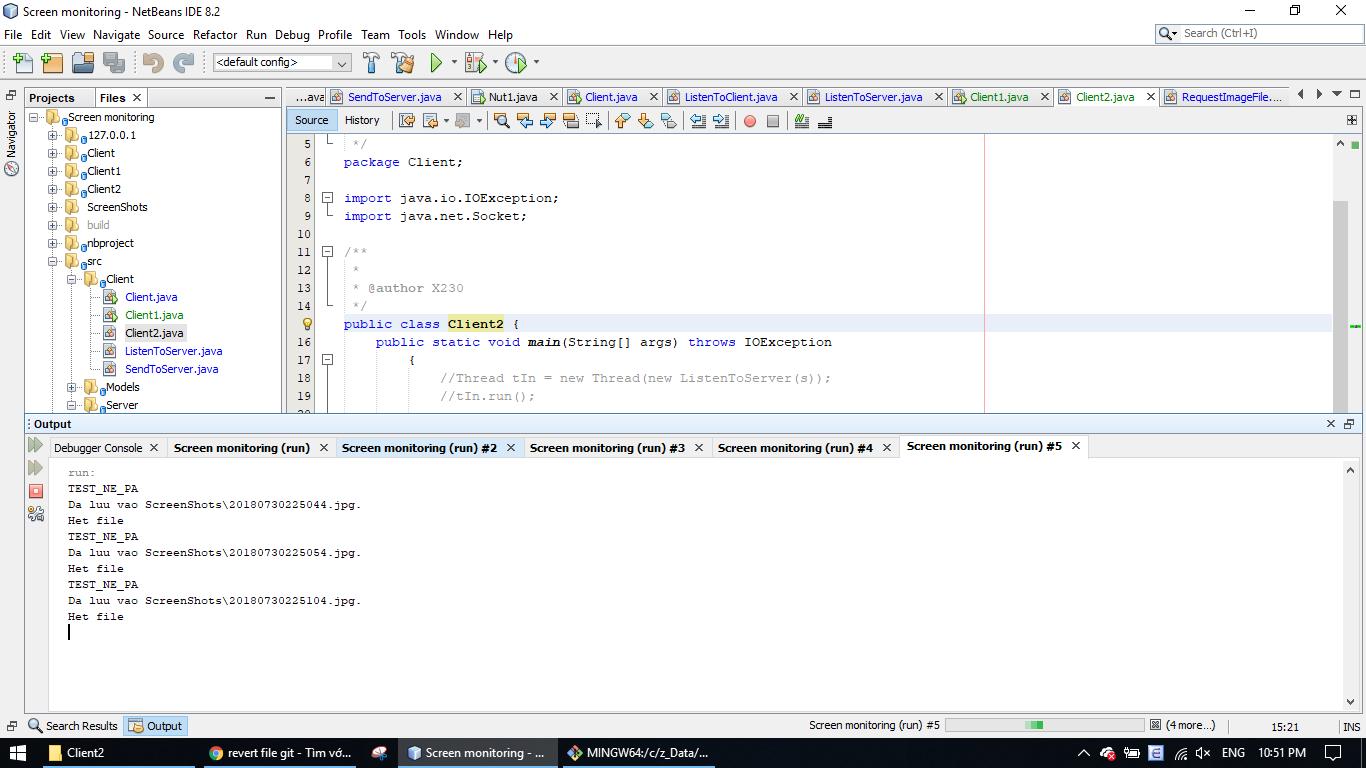 Screen monitoring - NetBeans IDE 8.2
File Edit View Navigate Source Refactor Run Debug Profile Team Tools Window Help
Search (Ctrl+I)
<default config>
Projects Files
...ava SendToServer.java Nut1.java Client.java ListenToClient.java ListenToServer.java Client1.java Client2.java RequestImageFile....
Navigator
Source History
Screen monitoring
127.0.0.1
Client
Client1
Client2
ScreenShots
build
nbproject
src
Client
Client.java
Client1.java
Client2.java
ListenToServer.java
SendToServer.java
Models
Server
5 */
6 package Client;
7
8 import java.io.IOException;
9 import java.net.Socket;
10
11 /**
12 *
13 * @author X230
14 */
public class Client2 {
16 public static void main(String[] args) throws IOException
17 {
18 //Thread tIn = new Thread(new ListenToServer(s));
19 //tIn.run();
Output
Debugger Console Screen monitoring (run) Screen monitoring (run) #2 Screen monitoring (run) #3 Screen monitoring (run) #4 Screen monitoring (run) #5
run:
TEST_NE_PA
Da luu vao ScreenShots\20180730225044.jpg.
Het file
TEST_NE_PA
Da luu vao ScreenShots\20180730225054.jpg.
Het file
TEST_NE_PA
Da luu vao ScreenShots\20180730225104.jpg.
Het file
Search Results Output
Screen monitoring (run) #5 (4 more...) 15:21 INS
Client2 revert file git - Tìm vớ... Screen monitoring - ... MINGW64:/c/z_Data/... ENG 10:51 PM